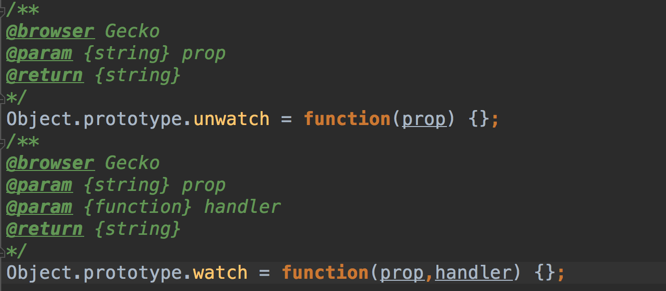 /**
@browser Gecko
@param {string} prop
@return {string}
*/
Object.prototype.unwatch = function(prop) {};
/**
@browser Gecko
@param {string} prop
@param {function} handler
@return {string}
*/
Object.prototype.watch = function(prop,handler) {};